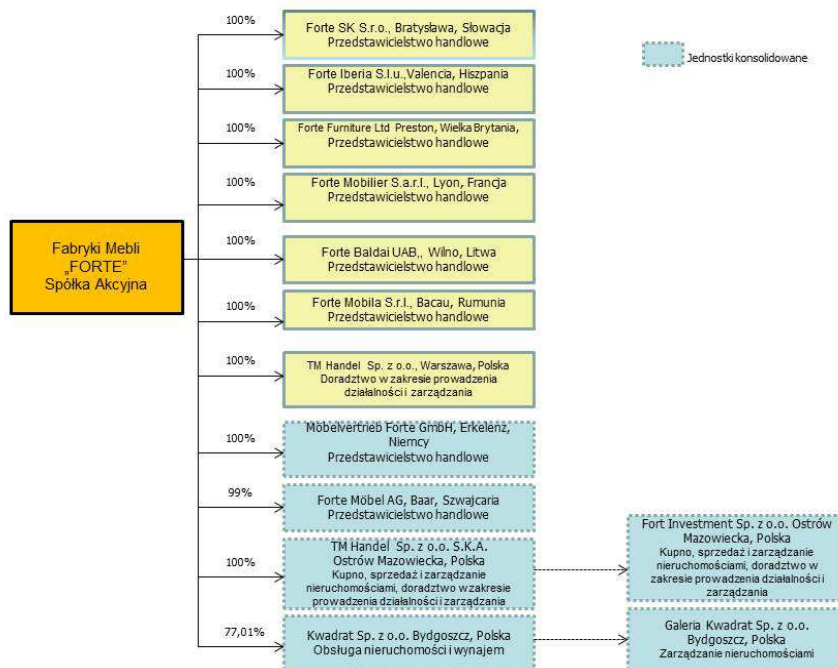 100%
Forte SK S.r.o., Bratysława, Słowacja
Przedstawicielstwo handlowe
Jednostki konsolidowane
100%
Forte Iberia S.l.u.,Valencia, Hiszpania
Przedstawicielstwo handlowe
100%
Forte Furniture Ltd Preston, Wielka Brytania,
Przedstawicielstwo handlowe
100%
Forte Mobilier S.a.r.l., Lyon, Francja
Przedstawicielstwo handlowe
Fabryki Mebli
„FORTE”
Spółka Akcyjna
100%
Forte Baldai UAB,, Wilno, Litwa
Przedstawicielstwo handlowe
100%
Forte Mobila S.r.l., Bacau, Rumunia
Przedstawicielstwo handlowe
100%
TM Handel Sp. z o.o., Warszawa, Polska
Doradztwo w zakresie prowadzenia
działalności i zarządzania
100%
Möbelvertrieb Forte GmbH, Erkelenz,
Niemcy
Przedstawicielstwo handlowe
99%
Forte Möbel AG, Baar, Szwajcaria
Przedstawicielstwo handlowe
100%
TM Handel Sp. z o.o. S.K.A.
Ostrów Mazowiecka, Polska
Kupno, sprzedaż i zarządzanie
nieruchomościami, doradztwo w zakresie
prowadzenia działalności i zarządzania
Fort Investment Sp. z o.o. Ostrów
Mazowiecka, Polska
Kupno, sprzedaż i zarządzanie
nieruchomościami, doradztwo w
zakresie prowadzenia działalności i
zarządzania
77,01%
Kwadrat Sp. z o.o. Bydgoszcz, Polska
Obsługa nieruchomości i wynajem
Galeria Kwadrat Sp. z o.o.
Bydgoszcz, Polska
Zarządzanie nieruchomościami